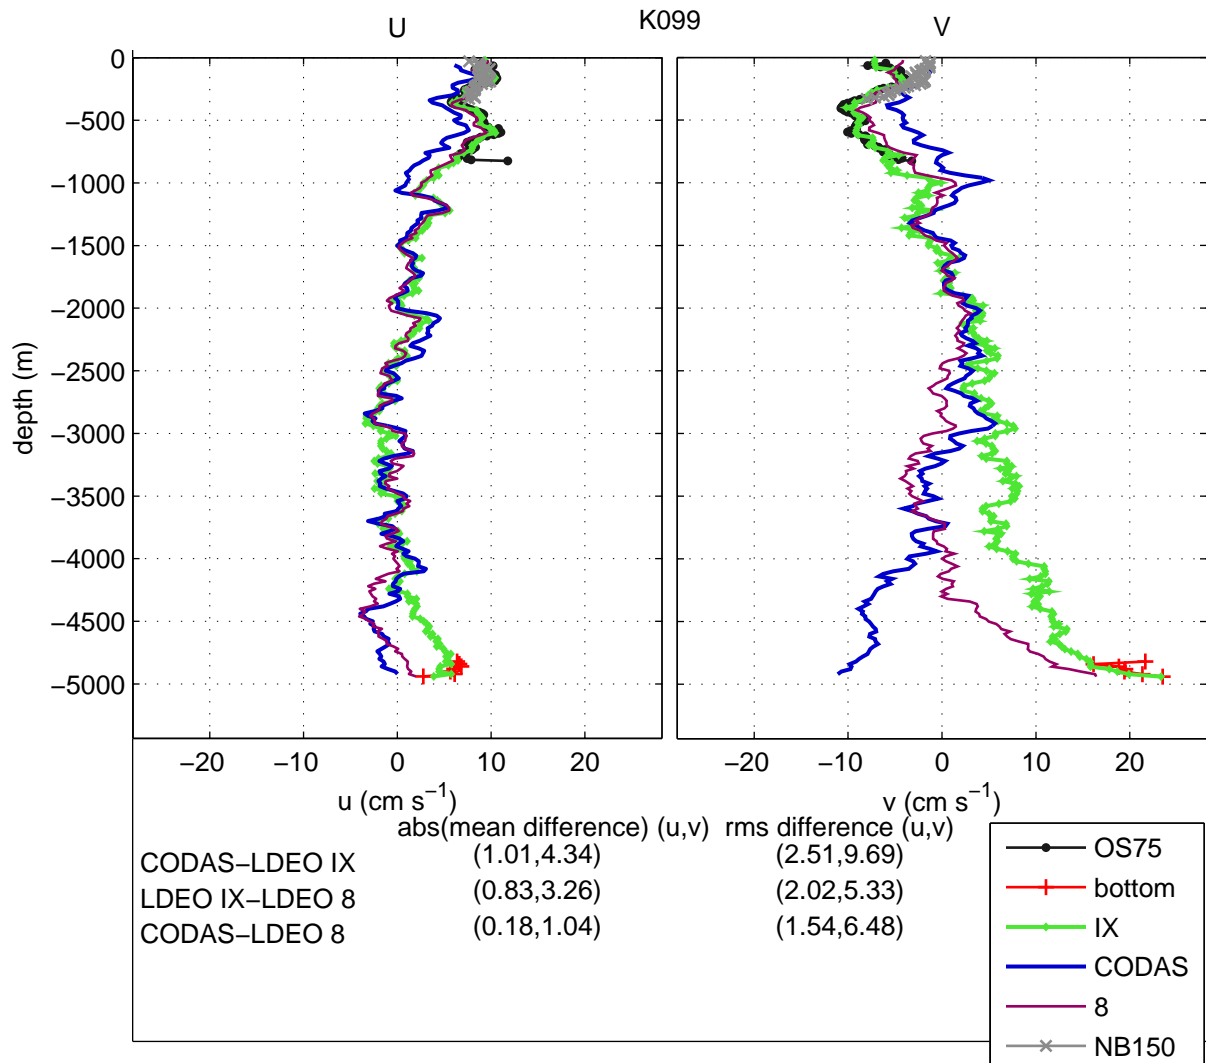 K099
U
V
0
−500
−1000
−1500
−2000
−2500
−3000
−3500
−4000
−4500
−5000
depth (m)
−20 −10 0 10 20
u (cm s−1)
−20 −10 0 10 20
v (cm s−1)
abs(mean difference) (u,v) rms difference (u,v)
CODAS−LDEO IX (1.01,4.34) (2.51,9.69)
LDEO IX−LDEO 8 (0.83,3.26) (2.02,5.33)
CODAS−LDEO 8 (0.18,1.04) (1.54,6.48)
OS75
bottom
IX
CODAS
8
NB150